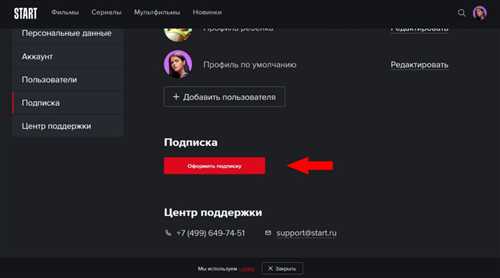 START Фильмы Сериалы Мультфильмы Новинки
Персональные данные
Профиль ребенка Редактировать
Аккаунт
Профиль по умолчанию Редактировать
Пользователи
Подписка
+ Добавить пользователя
Центр поддержки
Подписка
Оформить подписку
Центр поддержки
+7 (499) 649-74-51 support@start.ru
Мы используем cookies × Закрыть